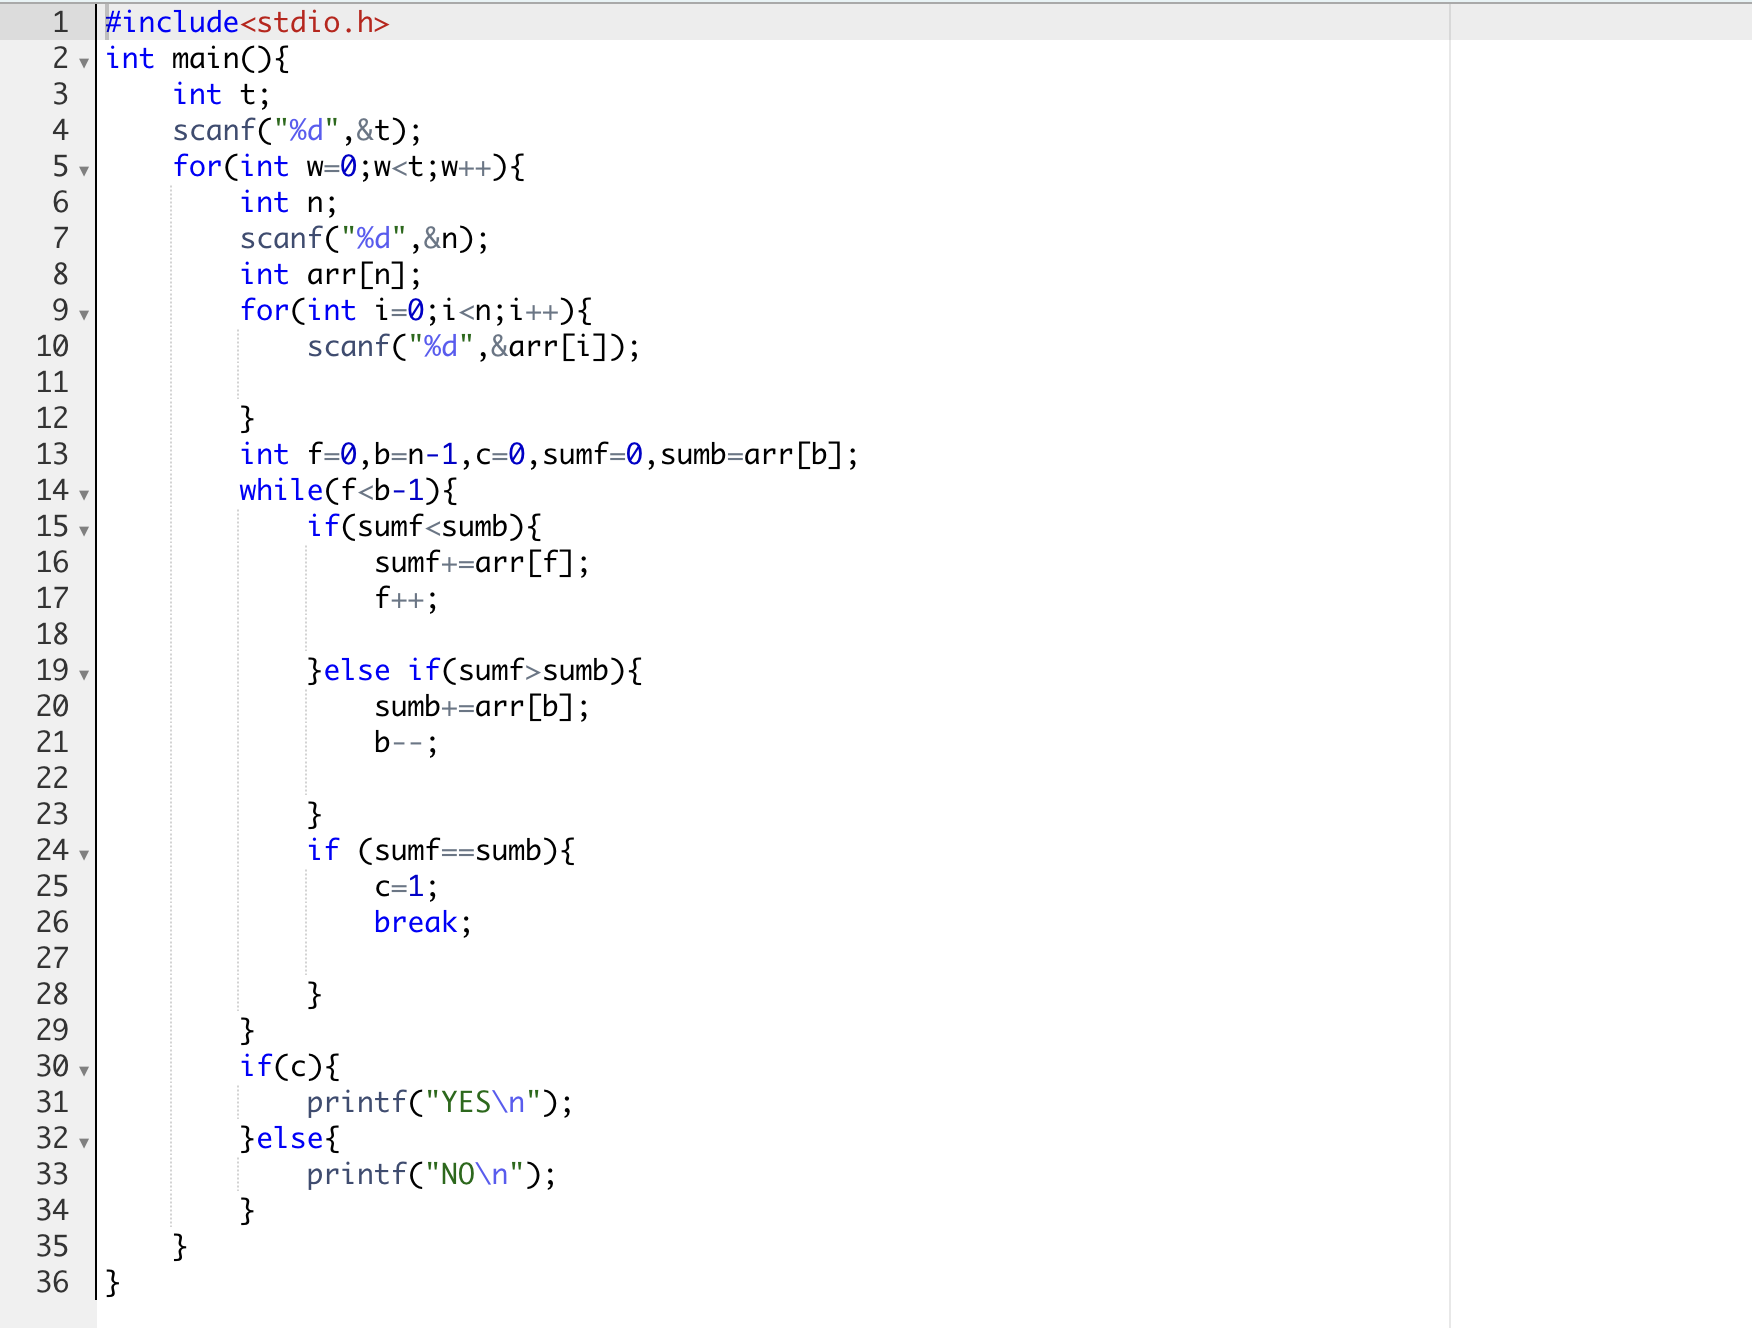 1 #include<stdio.h>
2 int main(){
3     int t;
4     scanf("%d",&t);
5     for(int w=0;w<t;w++){
6         int n;
7         scanf("%d",&n);
8         int arr[n];
9         for(int i=0;i<n;i++){
10             scanf("%d",&arr[i]);
11
12         }
13         int f=0,b=n-1,c=0,sumf=0,sumb=arr[b];
14         while(f<b-1){
15             if(sumf<sumb){
16                 sumf+=arr[f];
17                 f++;
18
19             }else if(sumf>sumb){
20                 sumb+=arr[b];
21                 b--;
22
23             }
24             if (sumf==sumb){
25                 c=1;
26                 break;
27
28             }
29         }
30         if(c){
31             printf("YES\n");
32         }else{
33             printf("NO\n");
34         }
35     }
36 }